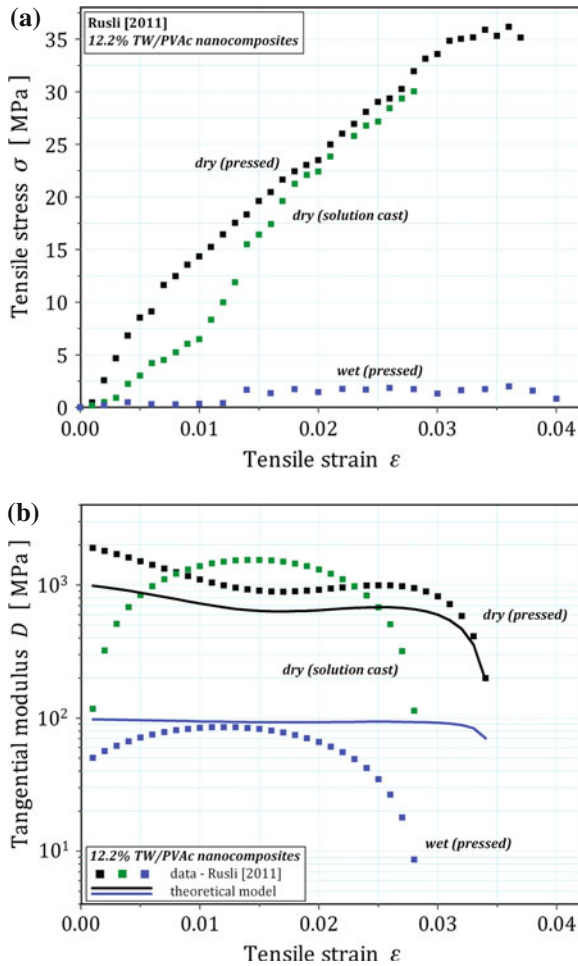 (a)
Rusli [2011]
12.2% TW/PVAc nanocomposites
40
35
30
25
20
15
10
5
0
Tensile stress σ [MPa]
dry (pressed)
dry (solution cast)
wet (pressed)
0.00 0.01 0.02 0.03 0.04
Tensile strain ε
(b)
10³
10²
10¹
Tangential modulus D [MPa]
dry (pressed)
dry (solution cast)
wet (pressed)
12.2% TW/PVAc nanocomposites
data - Rusli [2011]
theoretical model
0.00 0.01 0.02 0.03 0.04
Tensile strain ε